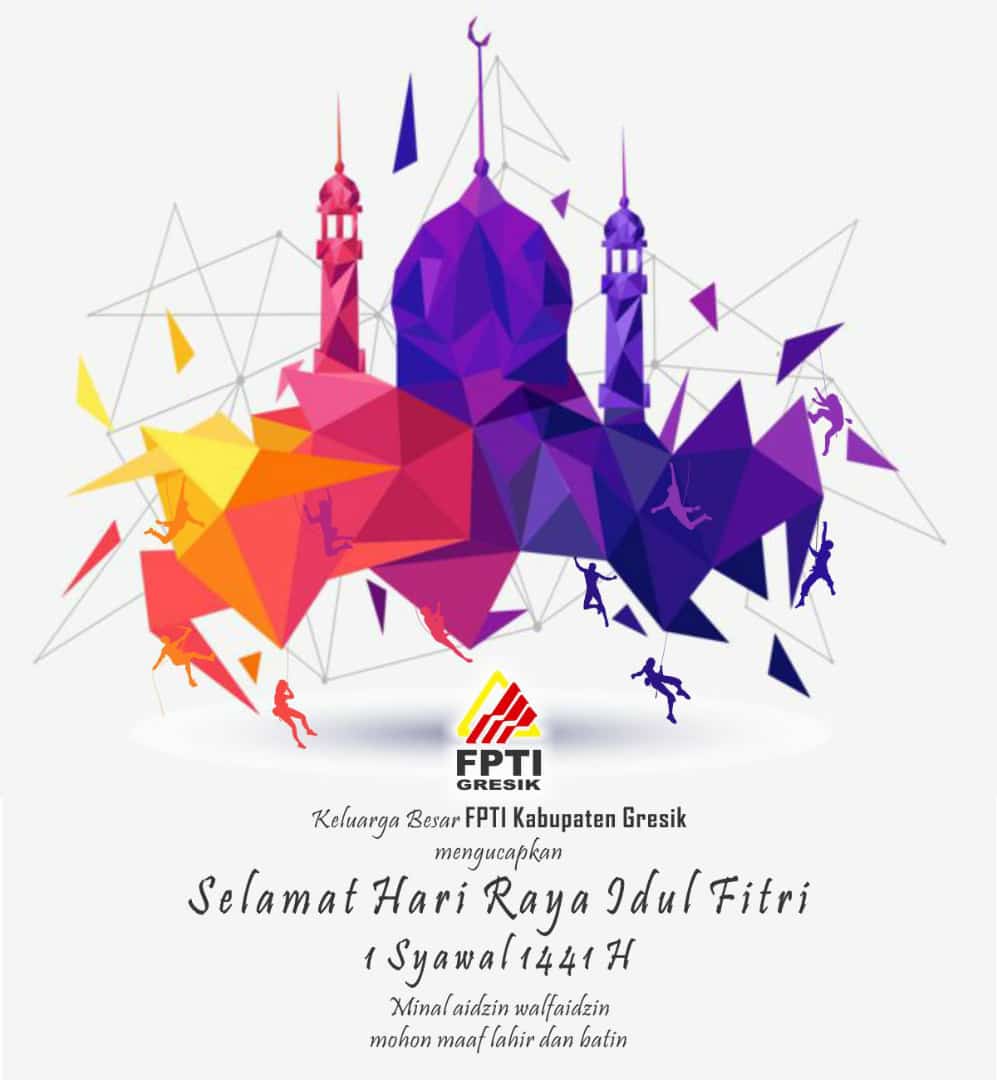 FPTI
GRESIK
Keluarga Besar FPTI Kabupaten Gresik
mengucapkan
Selamat Hari Raya Idul Fitri
1 Syawal 1441 H
Minal aidzin walfaidzin
mohon maaf lahir dan batin